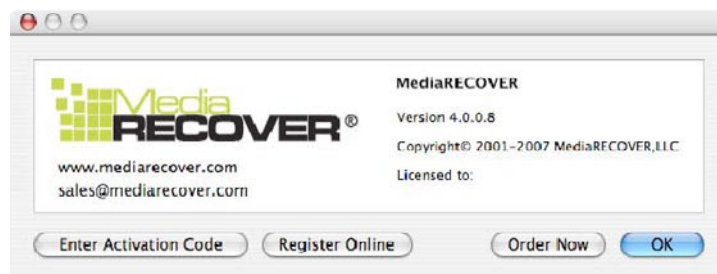 Media
RECOVER®
www.mediarecover.com
sales@mediarecover.com
MediaRECOVER
Version 4.0.0.8
Copyright© 2001-2007 MediaRECOVER,LLC
Licensed to:
Enter Activation Code
Register Online
Order Now
OK